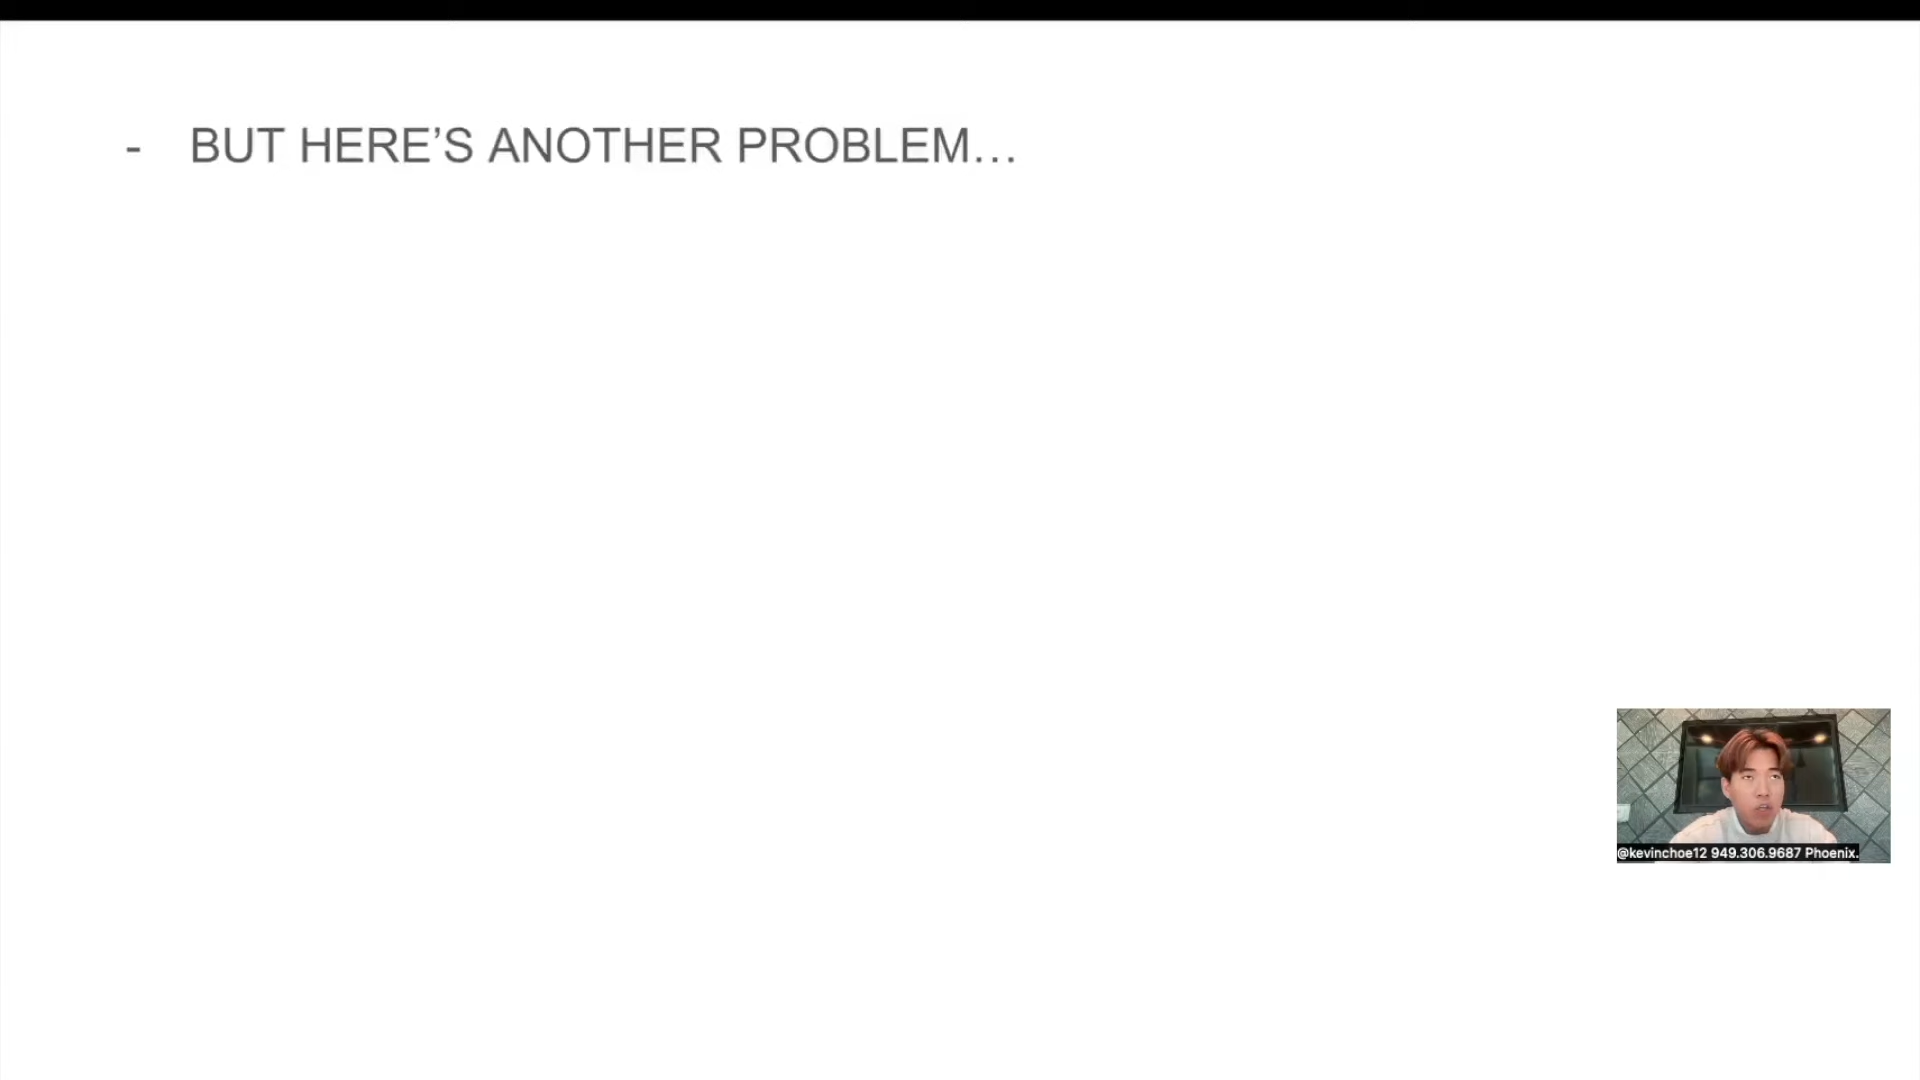 - BUT HERE’S ANOTHER PROBLEM…
@kevinchoe12 949.306.9687 Phoenix.